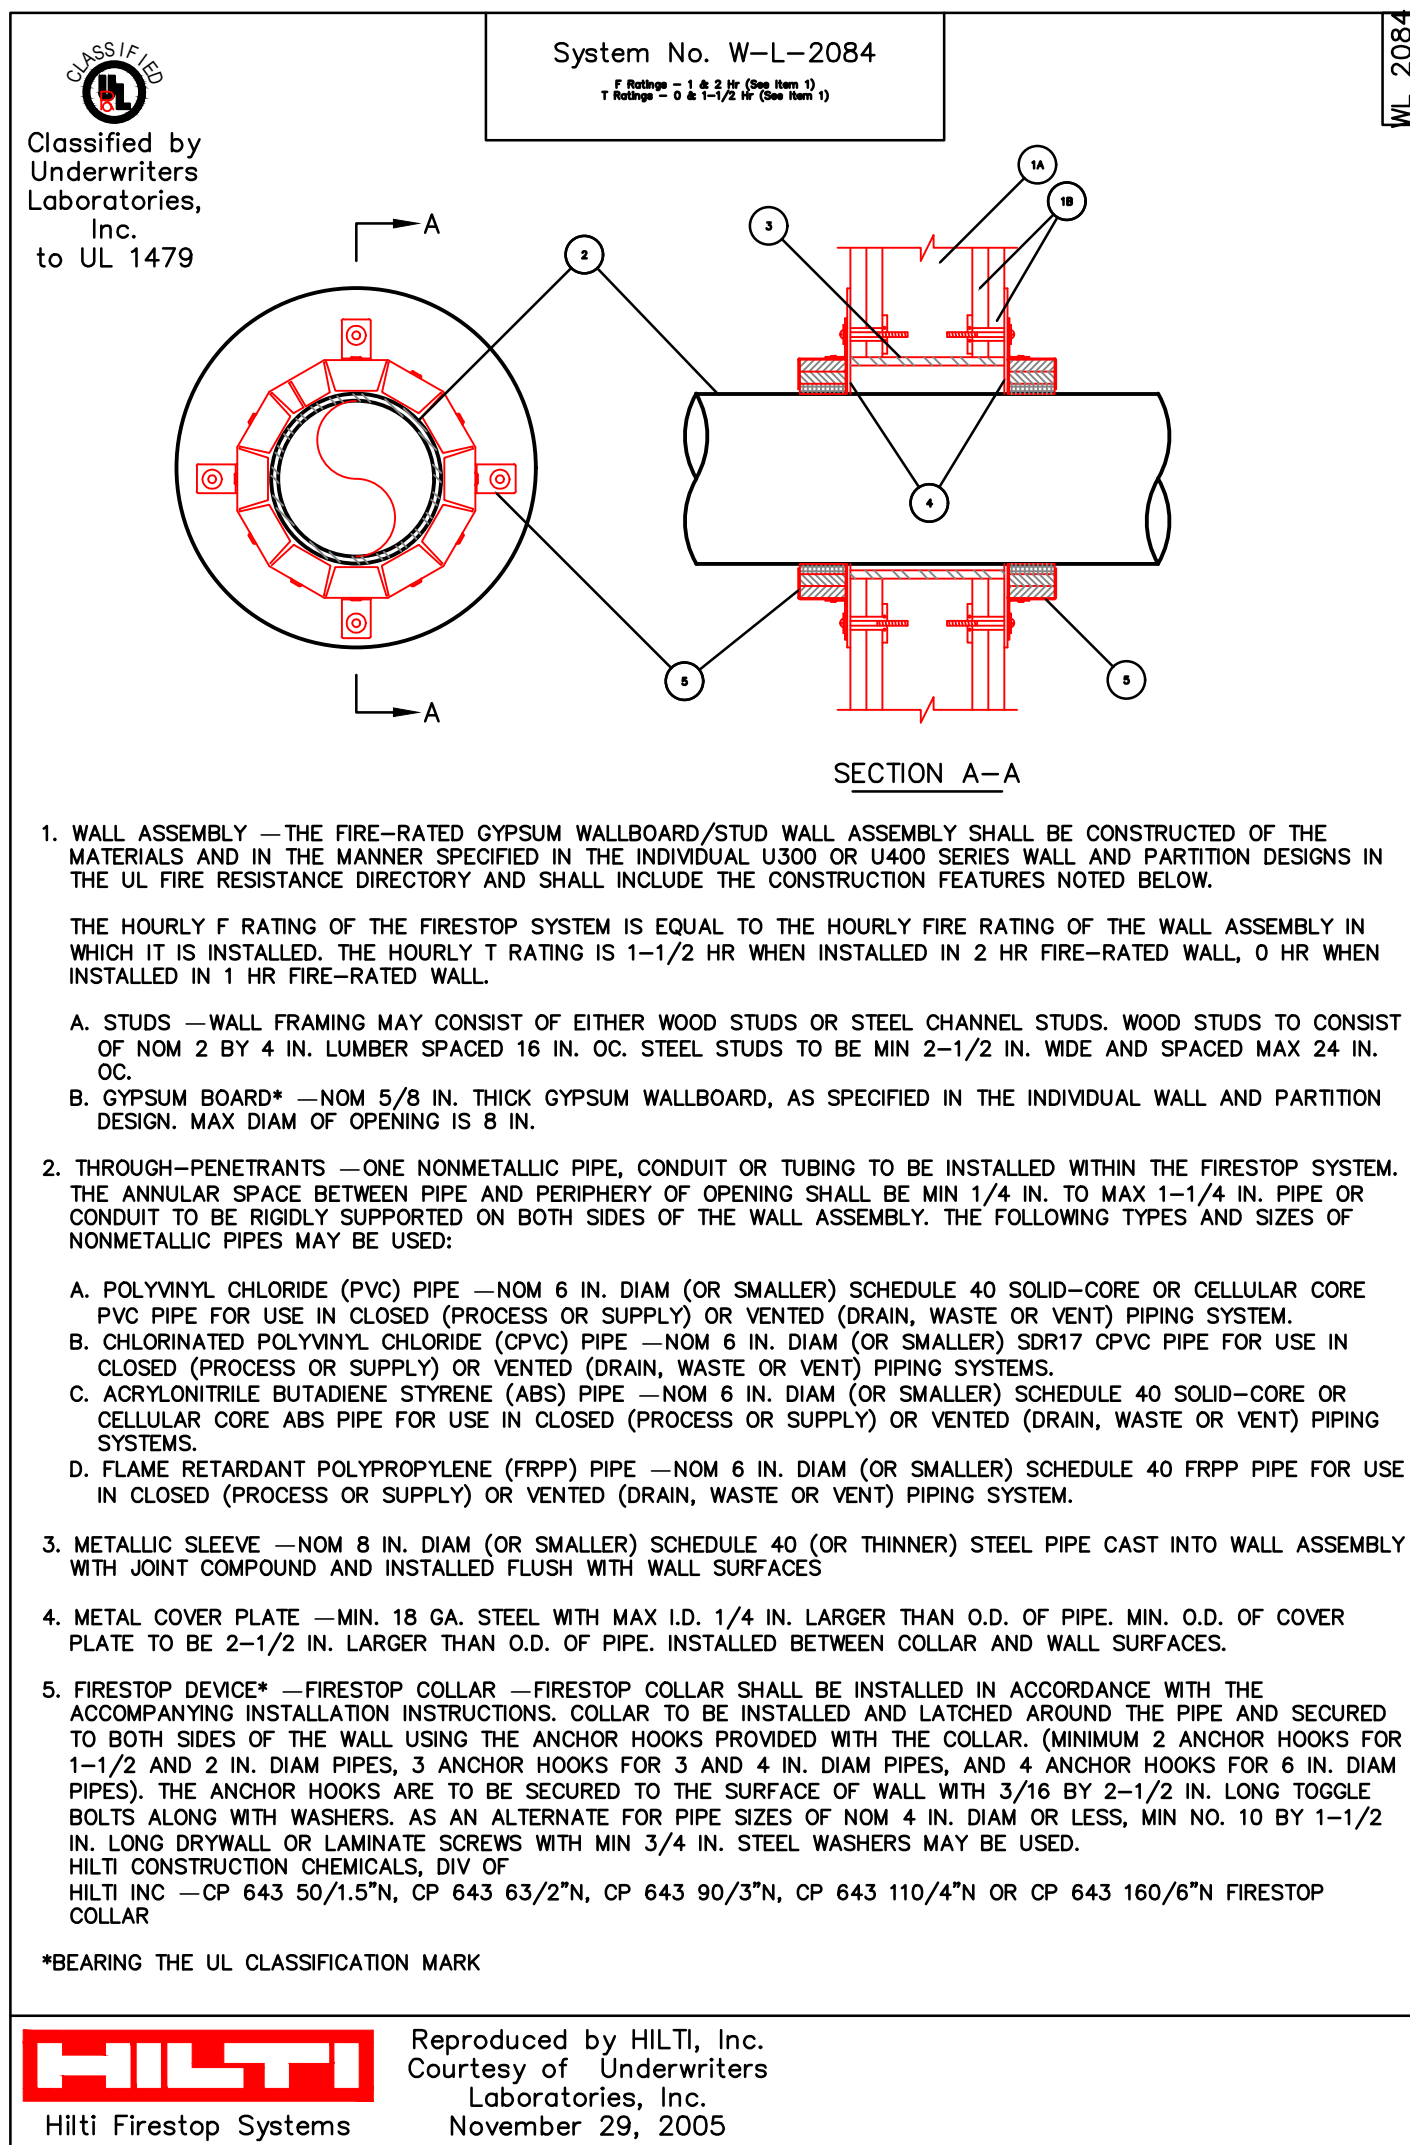 CLASSIFIED
UL
R
Classified by
Underwriters
Laboratories,
Inc.
to UL 1479
System No. W-L-2084
F Ratings - 1 & 2 Hr (See Item 1)
T Ratings - 0 & 1-1/2 Hr (See Item 1)
WL 2084
1A
1B
3
2
A
4
5
5
A
SECTION A-A
1. WALL ASSEMBLY — THE FIRE-RATED GYPSUM WALLBOARD/STUD WALL ASSEMBLY SHALL BE CONSTRUCTED OF THE
MATERIALS AND IN THE MANNER SPECIFIED IN THE INDIVIDUAL U300 OR U400 SERIES WALL AND PARTITION DESIGNS IN
THE UL FIRE RESISTANCE DIRECTORY AND SHALL INCLUDE THE CONSTRUCTION FEATURES NOTED BELOW.
THE HOURLY F RATING OF THE FIRESTOP SYSTEM IS EQUAL TO THE HOURLY FIRE RATING OF THE WALL ASSEMBLY IN
WHICH IT IS INSTALLED. THE HOURLY T RATING IS 1-1/2 HR WHEN INSTALLED IN 2 HR FIRE-RATED WALL, 0 HR WHEN
INSTALLED IN 1 HR FIRE-RATED WALL.
A. STUDS — WALL FRAMING MAY CONSIST OF EITHER WOOD STUDS OR STEEL CHANNEL STUDS. WOOD STUDS TO CONSIST
OF NOM 2 BY 4 IN. LUMBER SPACED 16 IN. OC. STEEL STUDS TO BE MIN 2-1/2 IN. WIDE AND SPACED MAX 24 IN.
OC.
B. GYPSUM BOARD* — NOM 5/8 IN. THICK GYPSUM WALLBOARD, AS SPECIFIED IN THE INDIVIDUAL WALL AND PARTITION
DESIGN. MAX DIAM OF OPENING IS 8 IN.
2. THROUGH-PENETRANTS — ONE NONMETALLIC PIPE, CONDUIT OR TUBING TO BE INSTALLED WITHIN THE FIRESTOP SYSTEM.
THE ANNULAR SPACE BETWEEN PIPE AND PERIPHERY OF OPENING SHALL BE MIN 1/4 IN. TO MAX 1-1/4 IN. PIPE OR
CONDUIT TO BE RIGIDLY SUPPORTED ON BOTH SIDES OF THE WALL ASSEMBLY. THE FOLLOWING TYPES AND SIZES OF
NONMETALLIC PIPES MAY BE USED:
A. POLYVINYL CHLORIDE (PVC) PIPE — NOM 6 IN. DIAM (OR SMALLER) SCHEDULE 40 SOLID-CORE OR CELLULAR CORE
PVC PIPE FOR USE IN CLOSED (PROCESS OR SUPPLY) OR VENTED (DRAIN, WASTE OR VENT) PIPING SYSTEM.
B. CHLORINATED POLYVINYL CHLORIDE (CPVC) PIPE — NOM 6 IN. DIAM (OR SMALLER) SDR17 CPVC PIPE FOR USE IN
CLOSED (PROCESS OR SUPPLY) OR VENTED (DRAIN, WASTE OR VENT) PIPING SYSTEMS.
C. ACRYLONITRILE BUTADIENE STYRENE (ABS) PIPE — NOM 6 IN. DIAM (OR SMALLER) SCHEDULE 40 SOLID-CORE OR
CELLULAR CORE ABS PIPE FOR USE IN CLOSED (PROCESS OR SUPPLY) OR VENTED (DRAIN, WASTE OR VENT) PIPING
SYSTEMS.
D. FLAME RETARDANT POLYPROPYLENE (FRPP) PIPE — NOM 6 IN. DIAM (OR SMALLER) SCHEDULE 40 FRPP PIPE FOR USE
IN CLOSED (PROCESS OR SUPPLY) OR VENTED (DRAIN, WASTE OR VENT) PIPING SYSTEM.
3. METALLIC SLEEVE — NOM 8 IN. DIAM (OR SMALLER) SCHEDULE 40 (OR THINNER) STEEL PIPE CAST INTO WALL ASSEMBLY
WITH JOINT COMPOUND AND INSTALLED FLUSH WITH WALL SURFACES
4. METAL COVER PLATE — MIN. 18 GA. STEEL WITH MAX I.D. 1/4 IN. LARGER THAN O.D. OF PIPE. MIN. O.D. OF COVER
PLATE TO BE 2-1/2 IN. LARGER THAN O.D. OF PIPE. INSTALLED BETWEEN COLLAR AND WALL SURFACES.
5. FIRESTOP DEVICE* — FIRESTOP COLLAR — FIRESTOP COLLAR SHALL BE INSTALLED IN ACCORDANCE WITH THE
ACCOMPANYING INSTALLATION INSTRUCTIONS. COLLAR TO BE INSTALLED AND LATCHED AROUND THE PIPE AND SECURED
TO BOTH SIDES OF THE WALL USING THE ANCHOR HOOKS PROVIDED WITH THE COLLAR. (MINIMUM 2 ANCHOR HOOKS FOR
1-1/2 AND 2 IN. DIAM PIPES, 3 ANCHOR HOOKS FOR 3 AND 4 IN. DIAM PIPES, AND 4 ANCHOR HOOKS FOR 6 IN. DIAM
PIPES). THE ANCHOR HOOKS ARE TO BE SECURED TO THE SURFACE OF WALL WITH 3/16 BY 2-1/2 IN. LONG TOGGLE
BOLTS ALONG WITH WASHERS. AS AN ALTERNATE FOR PIPE SIZES OF NOM 4 IN. DIAM OR LESS, MIN NO. 10 BY 1-1/2
IN. LONG DRYWALL OR LAMINATE SCREWS WITH MIN 3/4 IN. STEEL WASHERS MAY BE USED.
HILTI CONSTRUCTION CHEMICALS, DIV OF
HILTI INC — CP 643 50/1.5"N, CP 643 63/2"N, CP 643 90/3"N, CP 643 110/4"N OR CP 643 160/6"N FIRESTOP
COLLAR
*BEARING THE UL CLASSIFICATION MARK
HILTI
Hilti Firestop Systems
Reproduced by HILTI, Inc.
Courtesy of Underwriters
Laboratories, Inc.
November 29, 2005